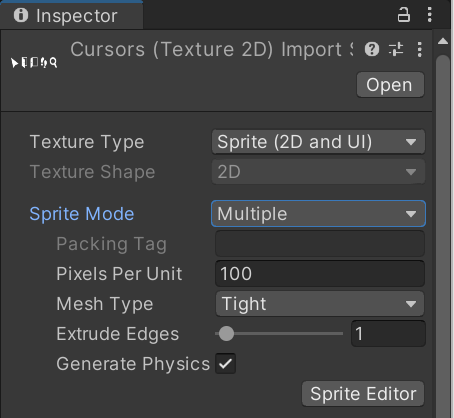 Inspector
Cursors (Texture 2D) Import S
Open
Texture Type Sprite (2D and UI)
Texture Shape 2D
Sprite Mode Multiple
Packing Tag
Pixels Per Unit 100
Mesh Type Tight
Extrude Edges 1
Generate Physics
Sprite Editor